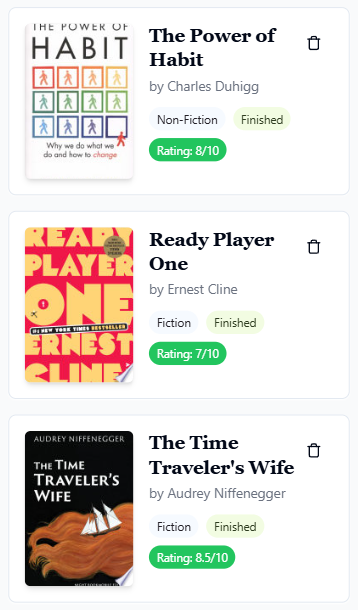 THE POWER OF
HABIT
Why we do what we
do and how to change
The Power of
Habit
by Charles Duhigg
Non-Fiction
Finished
Rating: 8/10
READY
PLAYER
ONE
#1 NEW YORK TIMES BESTSELLER
ERNEST
CLINE
Ready Player
One
by Ernest Cline
Fiction
Finished
Rating: 7/10
AUDREY NIFFENEGGER
THE TIME
TRAVELER'S
WIFE
The Time
Traveler's Wife
by Audrey Niffenegger
Fiction
Finished
Rating: 8.5/10